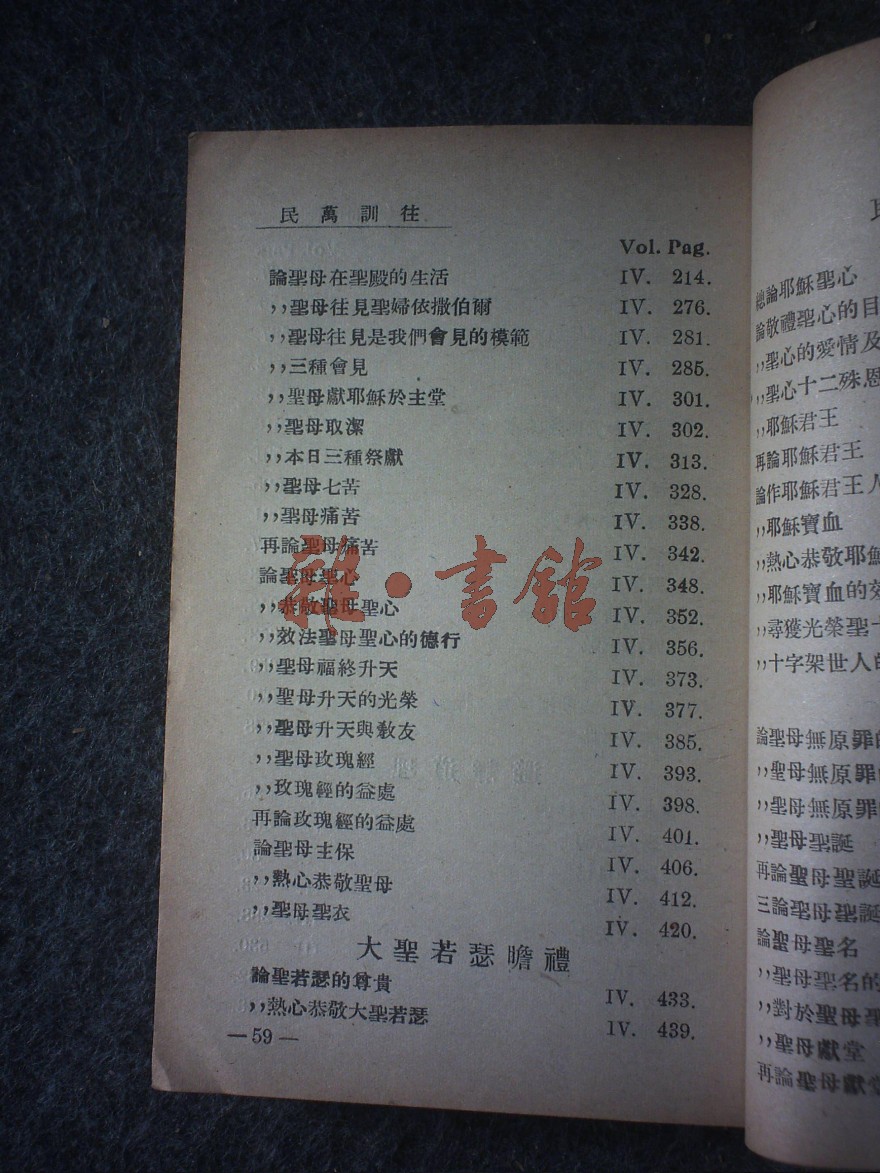 民萬訓往
Vol. Pag.
論聖母在聖殿的生活 IV. 214.
,,聖母往見聖婦依撒伯爾 IV. 276.
,,聖母往見是我們會見的模範 IV. 281.
,,三種會見 IV. 285.
,,聖母獻耶穌於主堂 IV. 301.
,,聖母取潔 IV. 302.
,,本日三種祭獻 IV. 313.
,,聖母七苦 IV. 328.
,,聖母痛苦 IV. 338.
再論聖母痛苦 IV. 342.
論聖母聖心 IV. 348.
,,恭敬聖母聖心 IV. 352.
,,效法聖母聖心的德行 IV. 356.
,,聖母福終升天 IV. 373.
,,聖母升天的光榮 IV. 377.
,,聖母升天與敎友 IV. 385.
,,聖母玫瑰經 IV. 393.
,,玫瑰經的益處 IV. 398.
再論玫瑰經的益處 IV. 401.
論聖母主保 IV. 406.
,,熱心恭敬聖母 IV. 412.
,,聖母聖衣 IV. 420.
大聖若瑟瞻禮
論聖若瑟的尊貴 IV. 433.
,,熱心恭敬大聖若瑟 IV. 439.
— 59 —
雜·書館
總論耶穌聖心
論敬禮聖心的目
,,聖心的愛情及
,,聖心十二殊恩
,,耶穌君王
再論耶穌君王
論作耶穌君王人
,,耶穌寶血
,,熱心恭敬耶穌
,,耶穌寶血的效
,,尋獲光榮聖十
,,十字架世人的
論聖母無原罪的
,,聖母無原罪
,,聖母無原罪
,,聖母聖誕
再論聖母聖誕
三論聖母聖誕
論聖母聖名
,,聖母聖名的
,,對於聖母聖
,,聖母獻堂
再論聖母獻堂